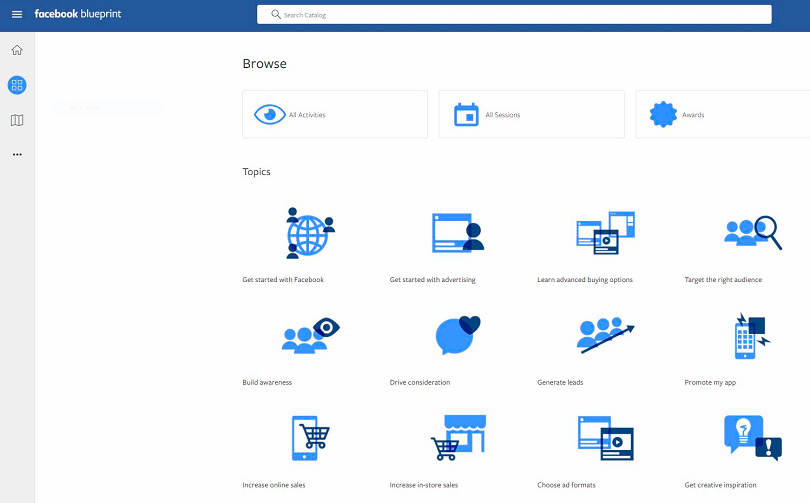 facebook blueprint
Search Catalog
Browse
All Activities
All Sessions
Awards
Topics
Get started with Facebook
Get started with advertising
Learn advanced buying options
Target the right audience
Build awareness
Drive consideration
Generate leads
Promote my app
Increase online sales
Increase in-store sales
Choose ad formats
Get creative inspiration